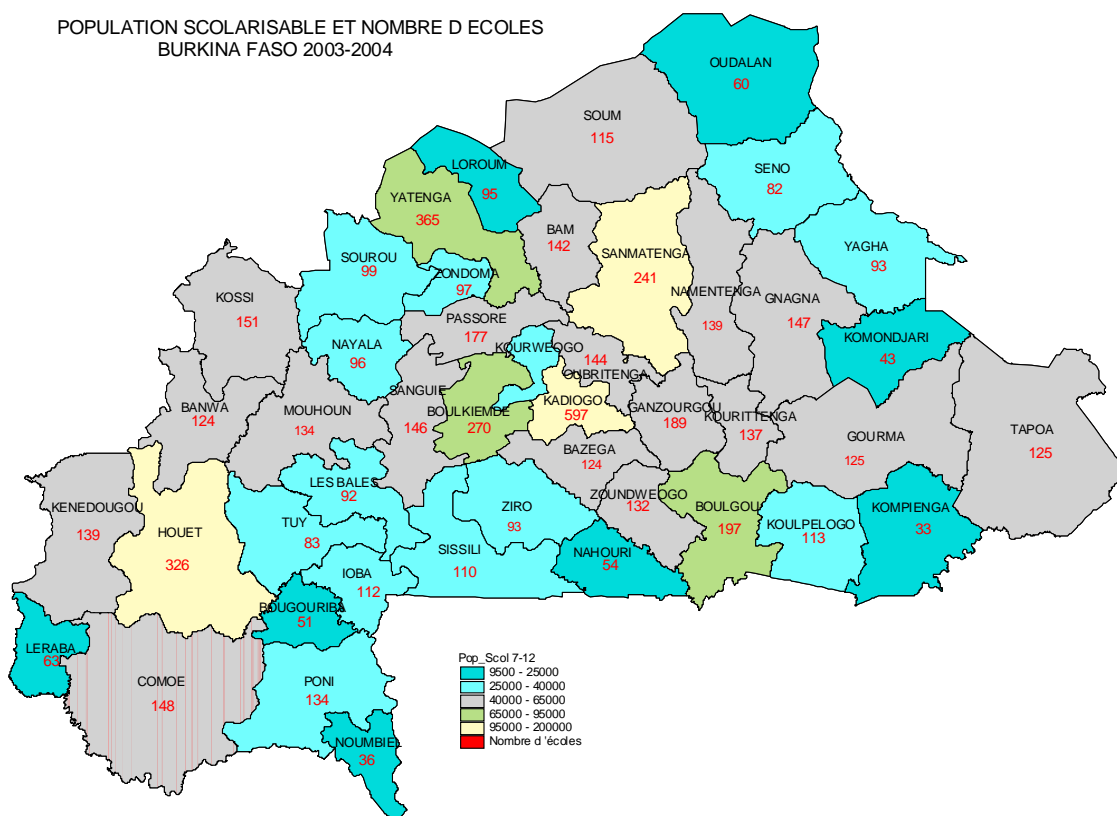 POPULATION SCOLARISABLE ET NOMBRE D ECOLES
BURKINA FASO 2003-2004
OUDALAN
60
SOUM
115
LOROUM
95
SENO
82
YATENGA
365
BAM
142
SANMATENGA
241
YAGHA
93
SOUROU
99
ZONDOMA
97
NAMENTENGA
139
GNAGNA
147
KOSSI
151
PASSORE
177
KOMONDJARI
43
NAYALA
96
KOURWEOGO
144
OUBRITENGA
SANGUIE
146
BANWA
124
MOUHOUN
134
BOULKIEMDE
270
KADIOGO
597
GANZOURGOU
189
KOURITTENGA
137
GOURMA
125
TAPOA
125
BAZEGA
124
LES BALES
92
ZOUNDWEOGO
132
KENEDOUGOU
139
HOUET
326
TUY
83
ZIRO
93
BOULGOU
197
KOULPELOGO
113
KOMPIENGA
33
SISSILI
110
NAHOURI
54
IOBA
112
BOUGOURIBA
51
LERABA
63
COMOE
148
PONI
134
NOUMBIEL
36
Pop_Scol 7-12
9500 - 25000
25000 - 40000
40000 - 65000
65000 - 95000
95000 - 200000
Nombre d 'écoles